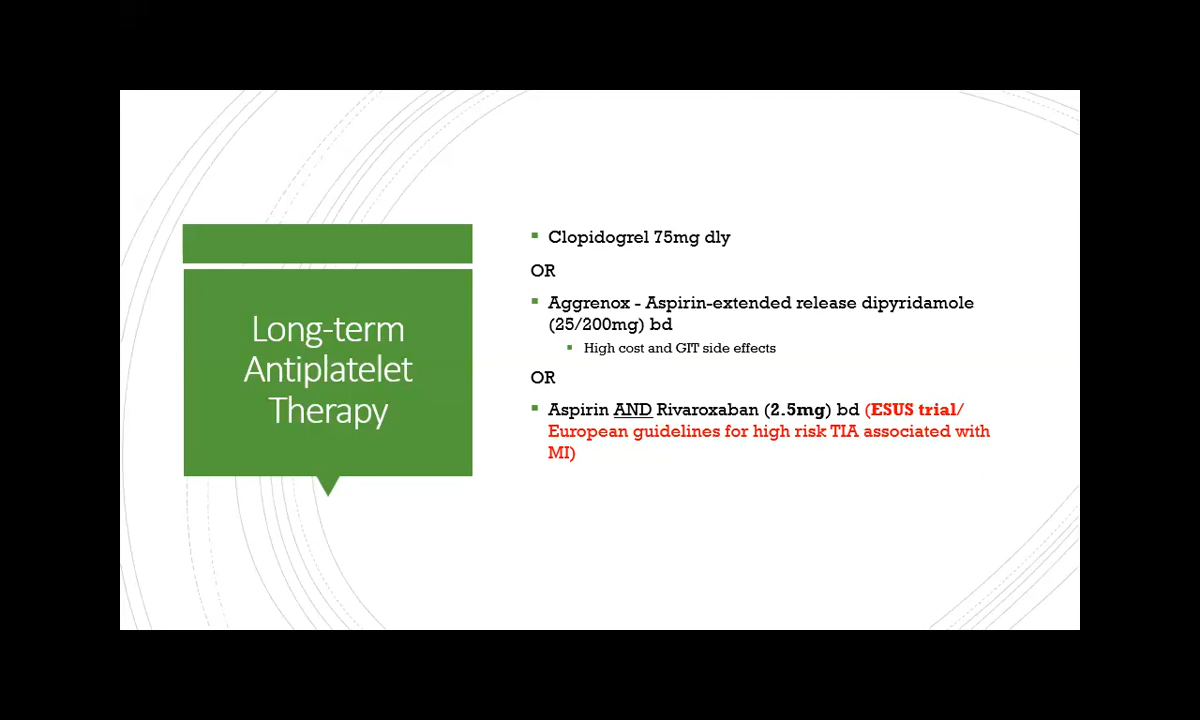 Long-term
Antiplatelet
Therapy
Clopidogrel 75mg dly
OR
Aggrenox - Aspirin-extended release dipyridamole
(25/200mg) bd
High cost and GIT side effects
OR
Aspirin AND Rivaroxaban (2.5mg) bd (ESUS trial/
European guidelines for high risk TIA associated with
MI)